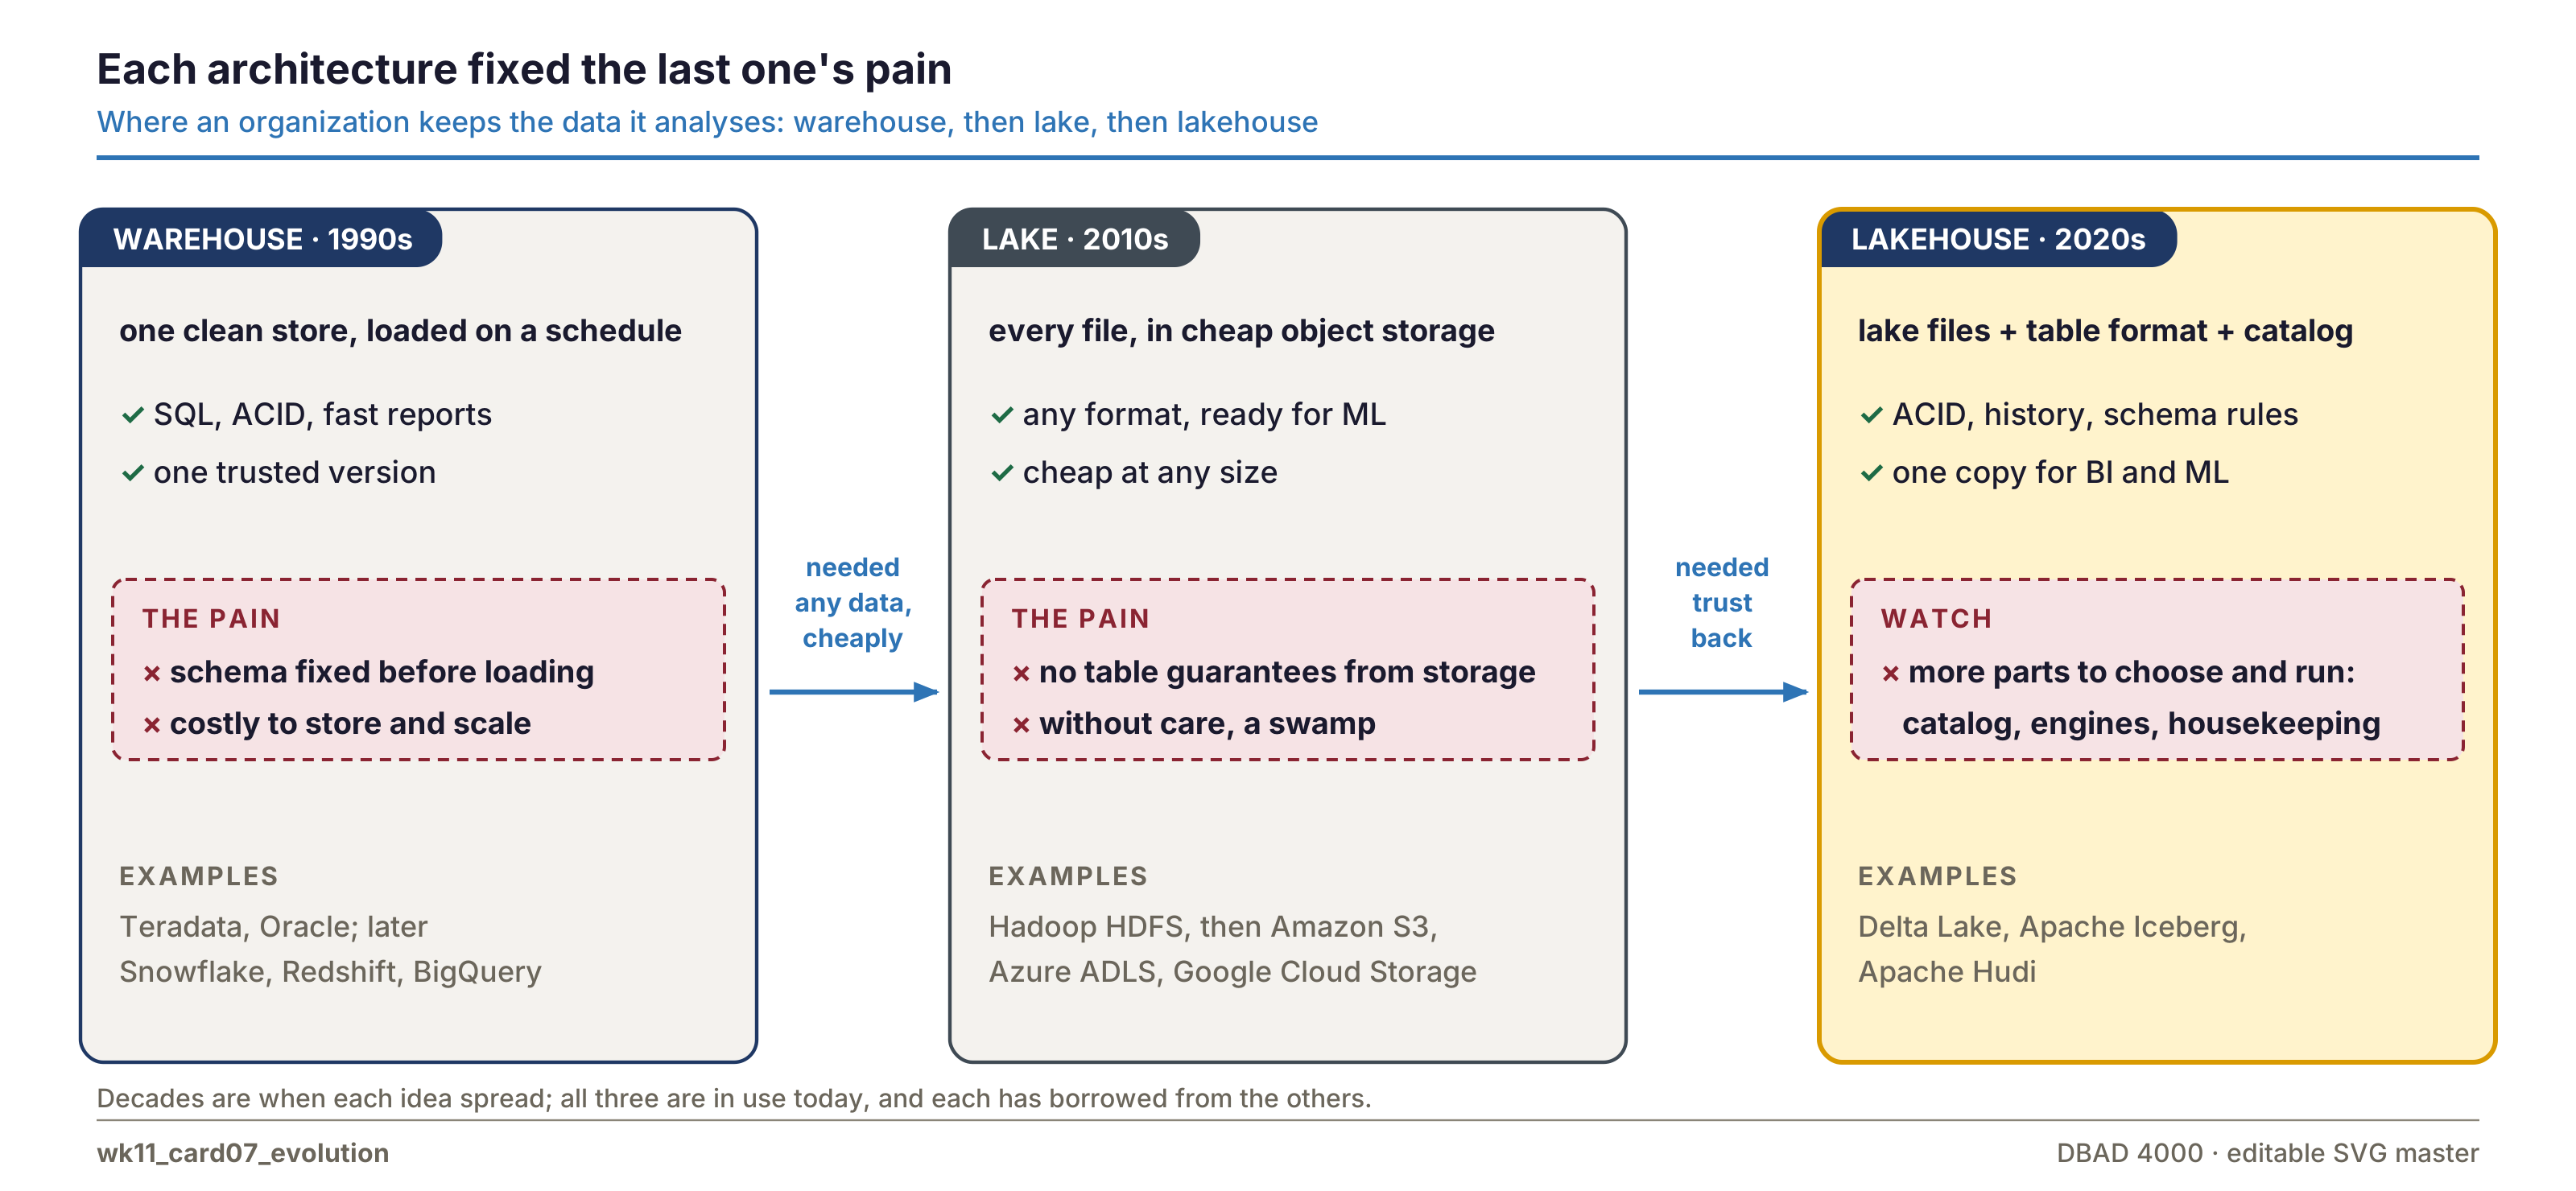 Each architecture fixed the last one's pain
Where an organization keeps the data it analyses: warehouse, then lake, then lakehouse
WAREHOUSE · 1990s
one clean store, loaded on a schedule
✓ SQL, ACID, fast reports
✓ one trusted version
THE PAIN
× schema fixed before loading
× costly to store and scale
EXAMPLES
Teradata, Oracle; later
Snowflake, Redshift, BigQuery
needed
any data,
cheaply
LAKE · 2010s
every file, in cheap object storage
✓ any format, ready for ML
✓ cheap at any size
THE PAIN
× no table guarantees from storage
× without care, a swamp
EXAMPLES
Hadoop HDFS, then Amazon S3,
Azure ADLS, Google Cloud Storage
needed
trust
back
LAKEHOUSE · 2020s
lake files + table format + catalog
✓ ACID, history, schema rules
✓ one copy for BI and ML
WATCH
× more parts to choose and run:
catalog, engines, housekeeping
EXAMPLES
Delta Lake, Apache Iceberg,
Apache Hudi
Decades are when each idea spread; all three are in use today, and each has borrowed from the others.
wk11_card07_evolution
DBAD 4000 · editable SVG master